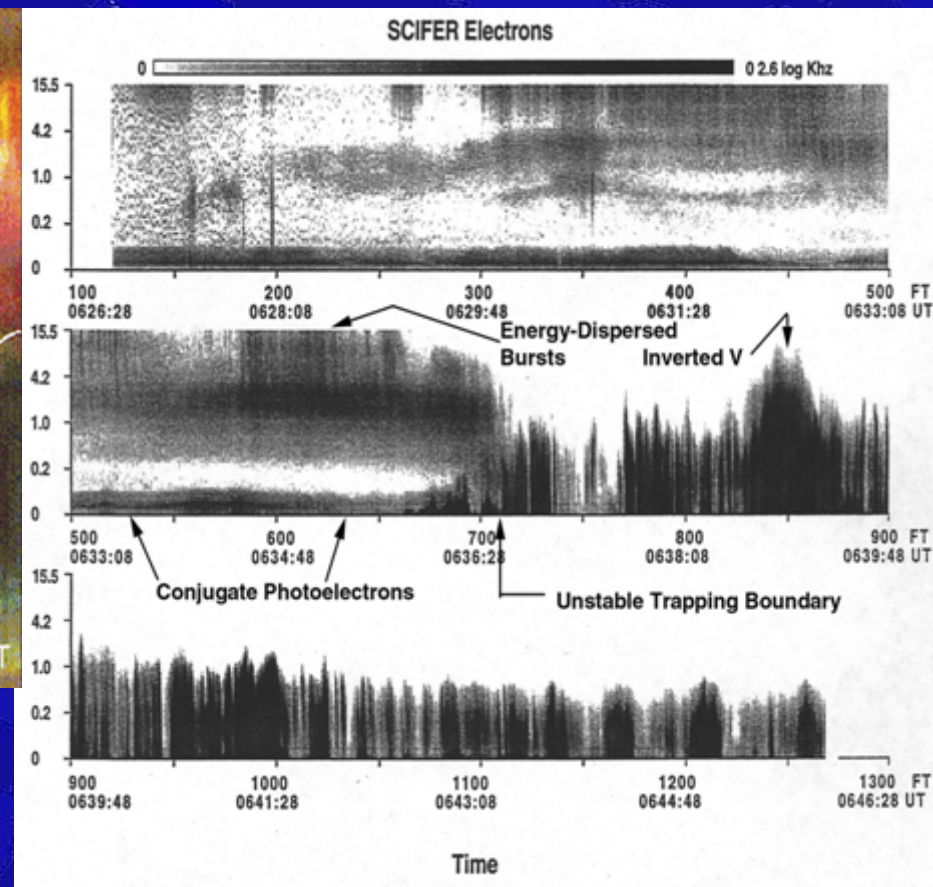 SCIFER Electrons
0 0 2.6 log Khz
15.5
4.2
1.0
0.2
0
100 200 300 400 500 FT
0626:28 0628:08 0629:48 0631:28 0633:08 UT
Energy-Dispersed
Bursts Inverted V
15.5
4.2
1.0
0.2
0
500 600 700 800 900 FT
0633:08 0634:48 0636:28 0638:08 0639:48 UT
Conjugate Photoelectrons Unstable Trapping Boundary
15.5
4.2
1.0
0.2
0
900 1000 1100 1200 1300 FT
0639:48 0641:28 0643:08 0644:48 0646:28 UT
Time
T